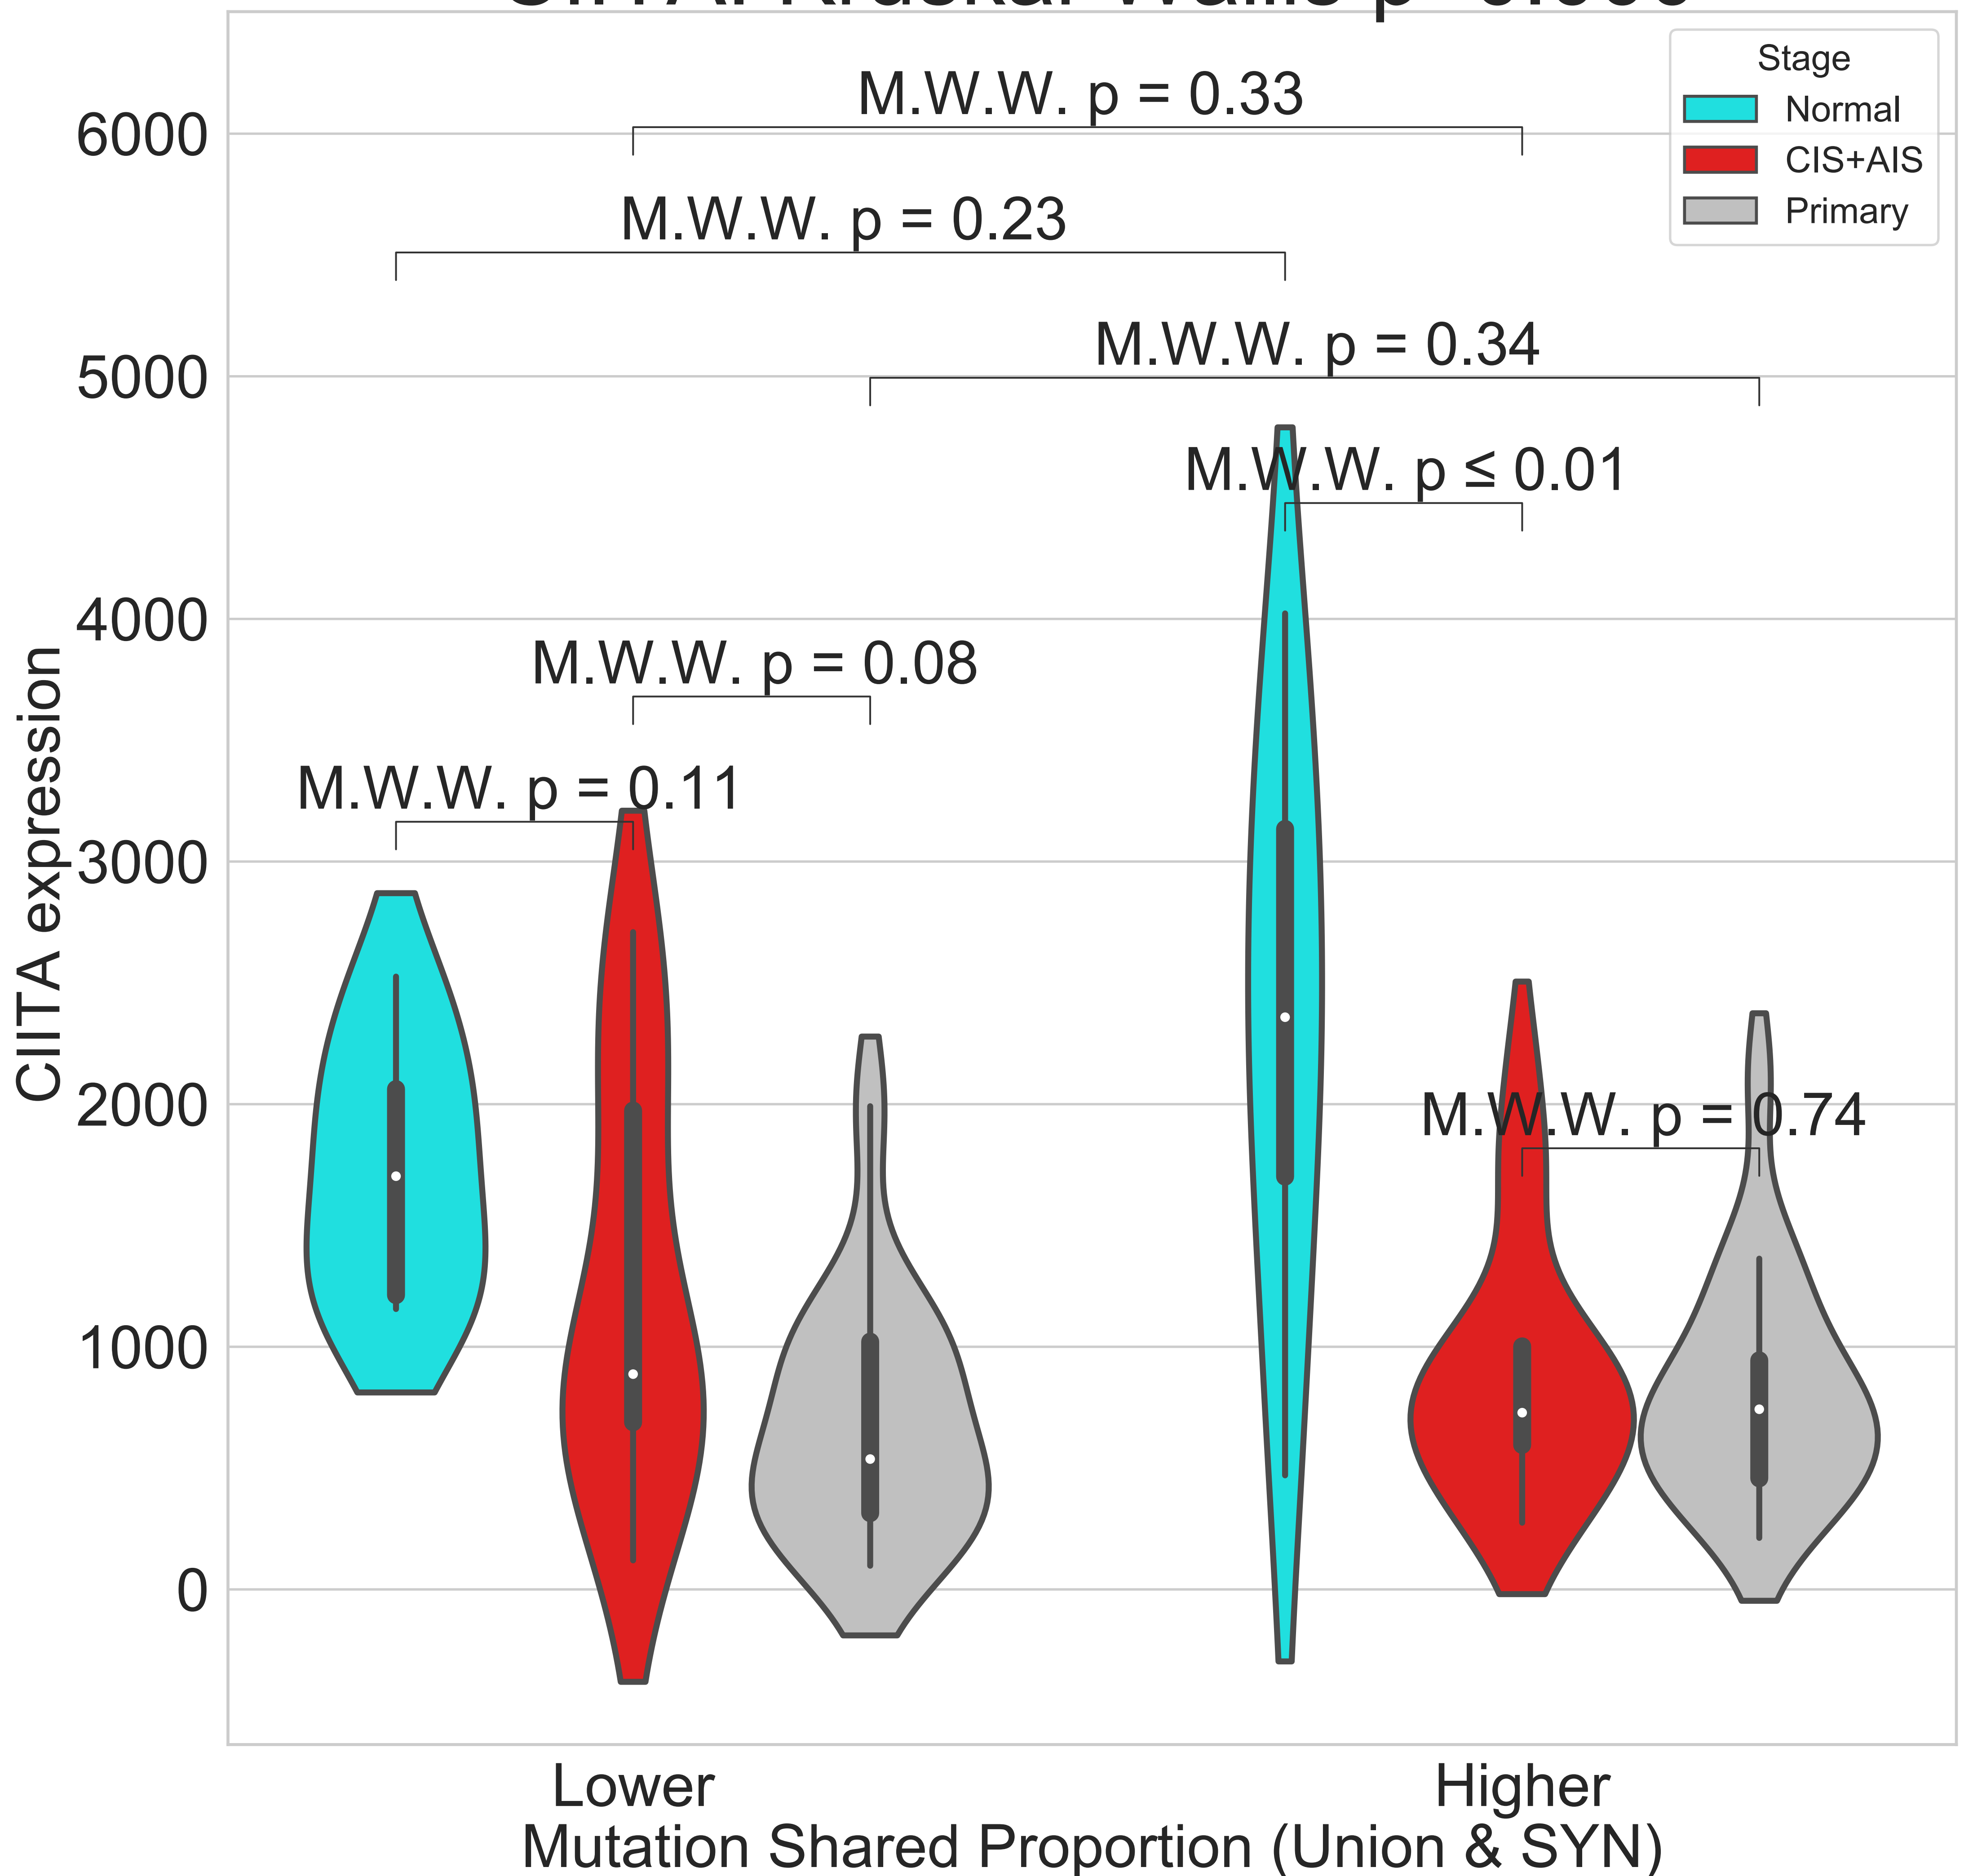 Stage
Normal
CIS+AIS
Primary
M.W.W. p = 0.33
M.W.W. p = 0.23
M.W.W. p = 0.34
M.W.W. p ≤ 0.01
M.W.W. p = 0.08
M.W.W. p = 0.11
M.W.W. p = 0.74
6000
5000
4000
3000
2000
1000
0
CIITA expression
Lower
Higher
Mutation Shared Proportion (Union & SYN)